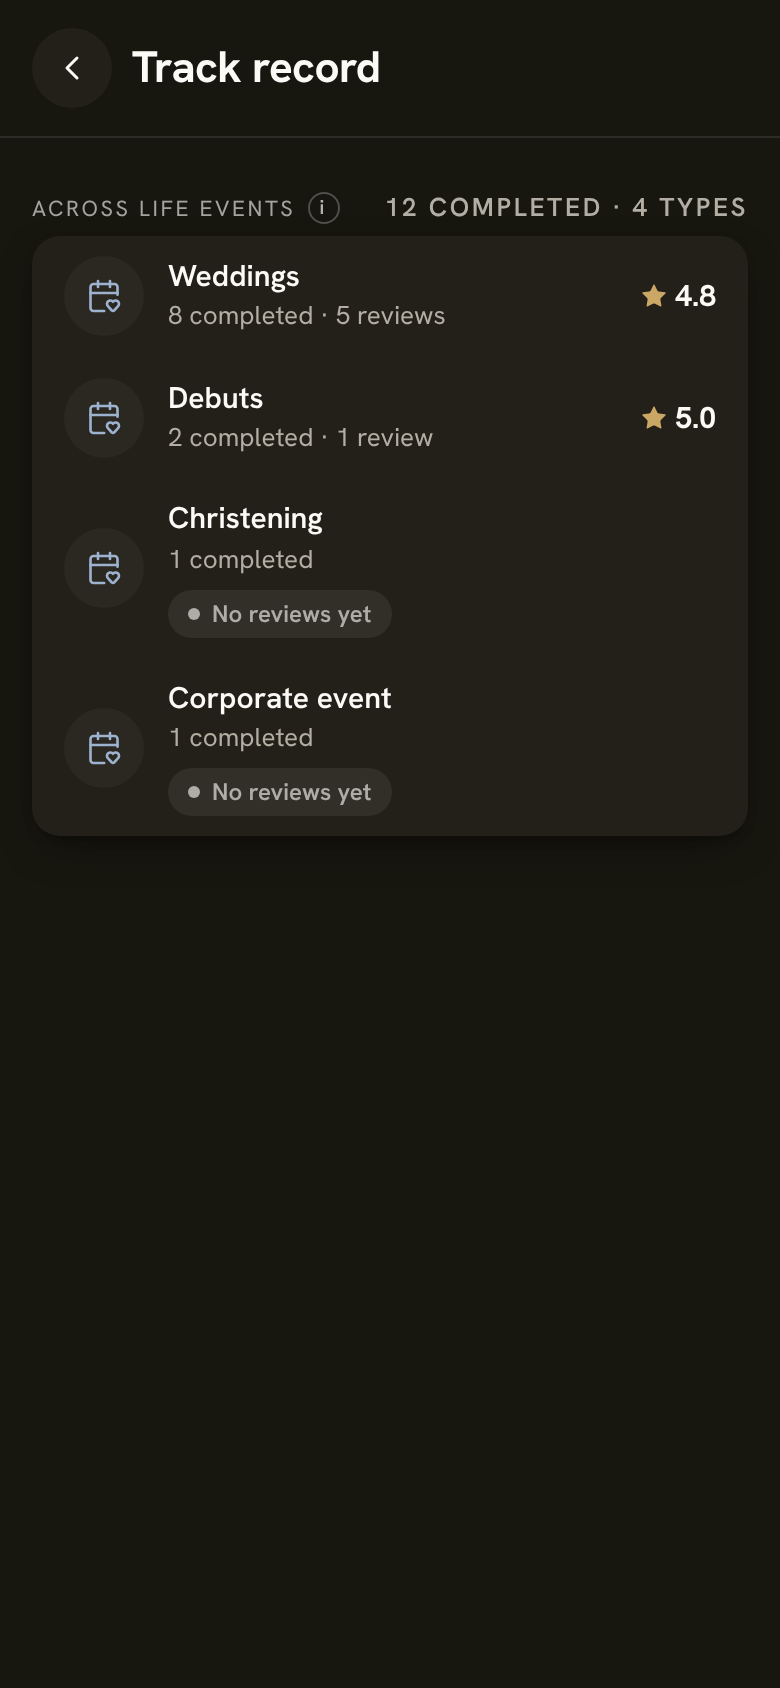 Track record
ACROSS LIFE EVENTS i 12 COMPLETED · 4 TYPES
Weddings
8 completed · 5 reviews
4.8
Debuts
2 completed · 1 review
5.0
Christening
1 completed
No reviews yet
Corporate event
1 completed
No reviews yet